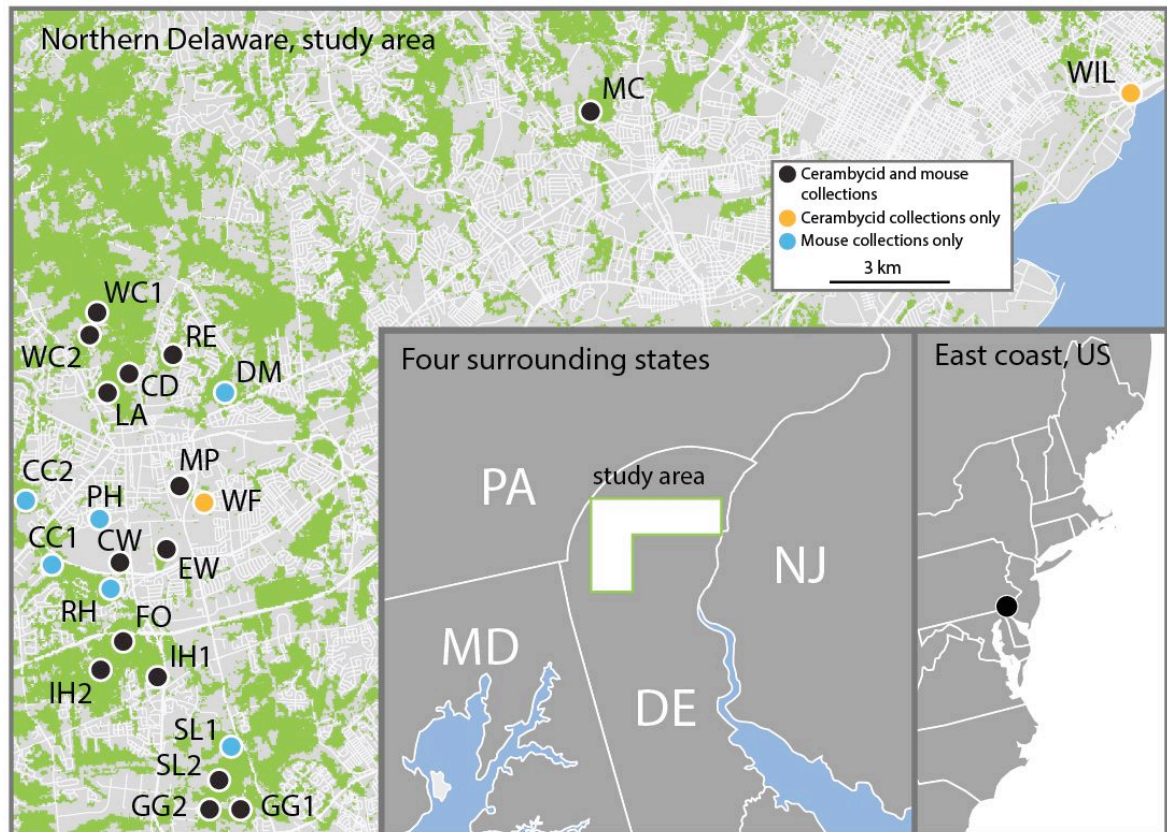 Northern Delaware, study area
MC
WIL
Cerambycid and mouse
collections
Cerambycid collections only
Mouse collections only
3 km
WC1
WC2
RE
CD
LA
DM
MP
CC2
PH
WF
CC1
CW
EW
RH
FO
IH1
IH2
SL1
SL2
GG2
GG1
Four surrounding states
study area
PA
NJ
MD
DE
East coast, US